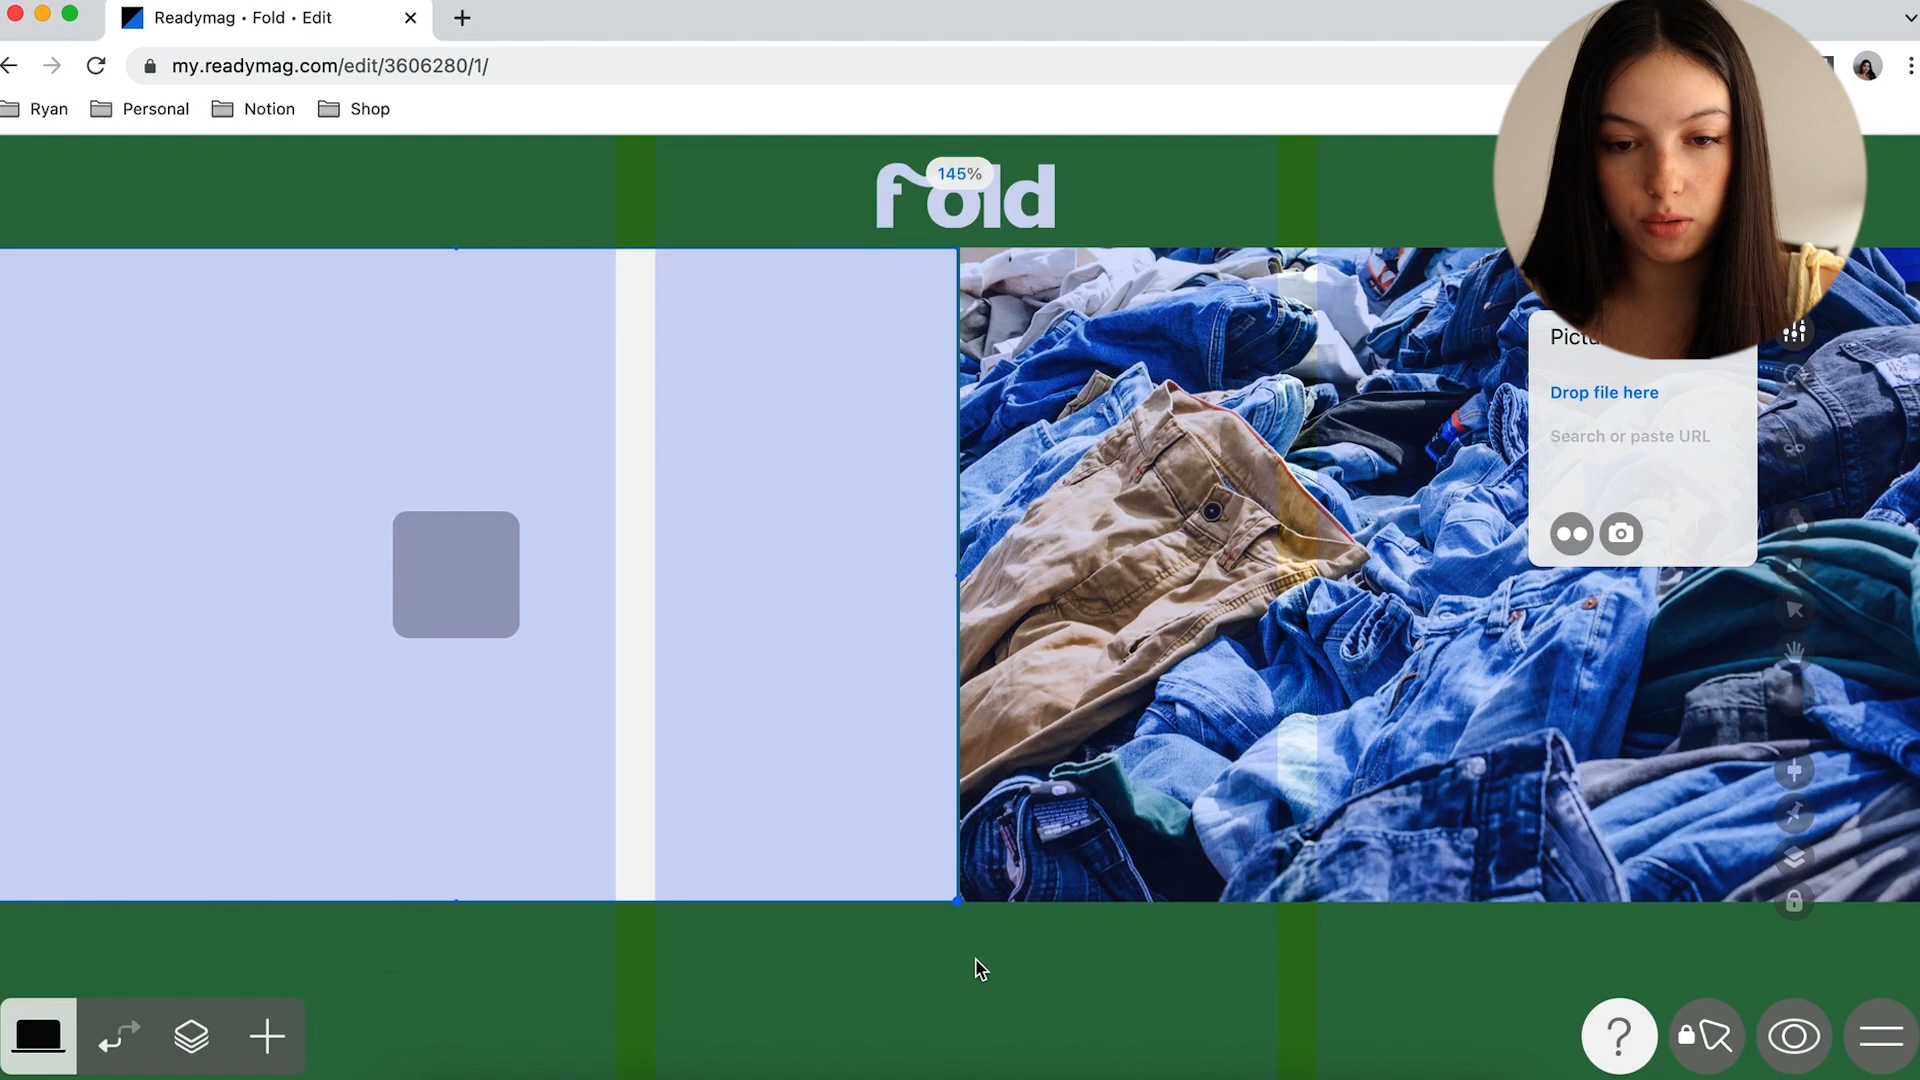 Readymag • Fold • Edit
my.readymag.com/edit/3606280/1/
Ryan
Personal
Notion
Shop
fold
145%
Drop file here
Search or paste URL